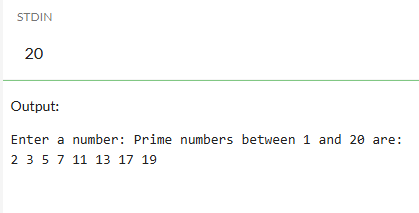 STDIN
20
Output:
Enter a number: Prime numbers between 1 and 20 are:
2 3 5 7 11 13 17 19